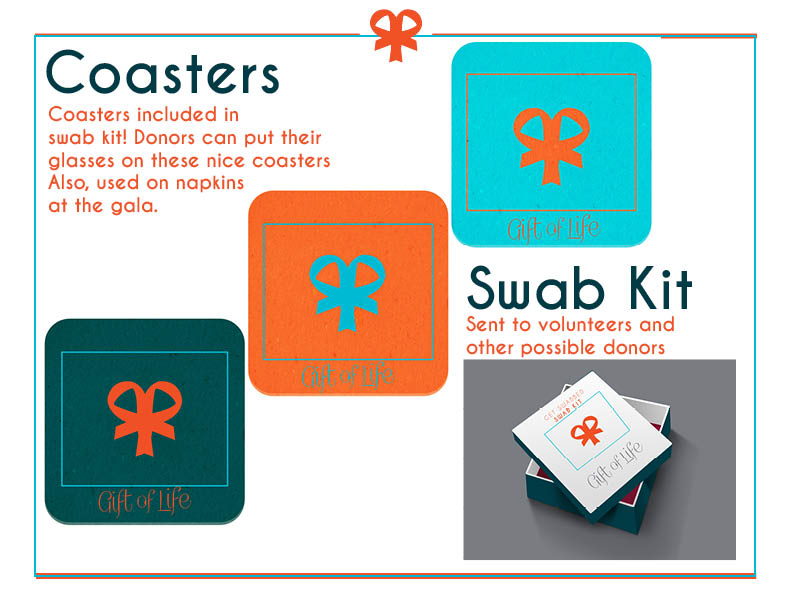 Coasters
Coasters included in
swab kit! Donors can put their
glasses on these nice coasters
Also, used on napkins
at the gala.
Gift of Life
Gift of Life
Gift of Life
Swab Kit
Sent to volunteers and
other possible donors
GET SWABBED
SWAB KIT
Gift of Life